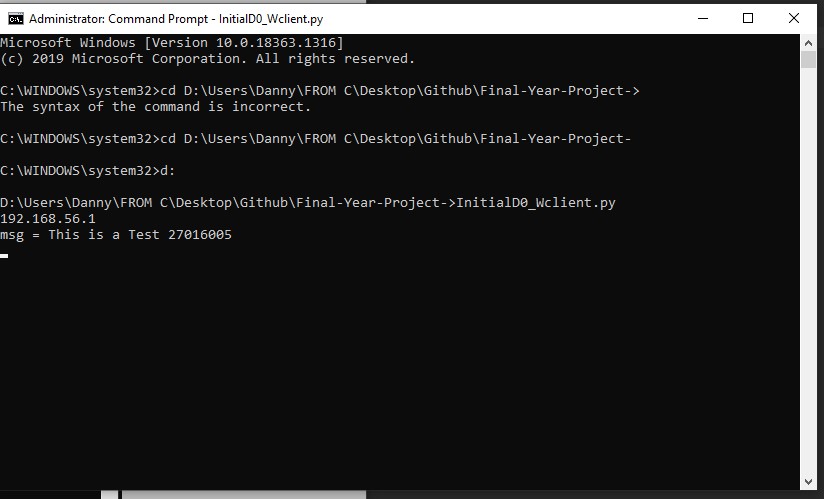 Administrator: Command Prompt - InitialD0_Wclient.py
Microsoft Windows [Version 10.0.18363.1316]
(c) 2019 Microsoft Corporation. All rights reserved.
C:\WINDOWS\system32>cd D:\Users\Danny\FROM C\Desktop\Github\Final-Year-Project->
The syntax of the command is incorrect.
C:\WINDOWS\system32>cd D:\Users\Danny\FROM C\Desktop\Github\Final-Year-Project-
C:\WINDOWS\system32>d:
D:\Users\Danny\FROM C\Desktop\Github\Final-Year-Project->InitialD0_Wclient.py
192.168.56.1
msg = This is a Test 27016005